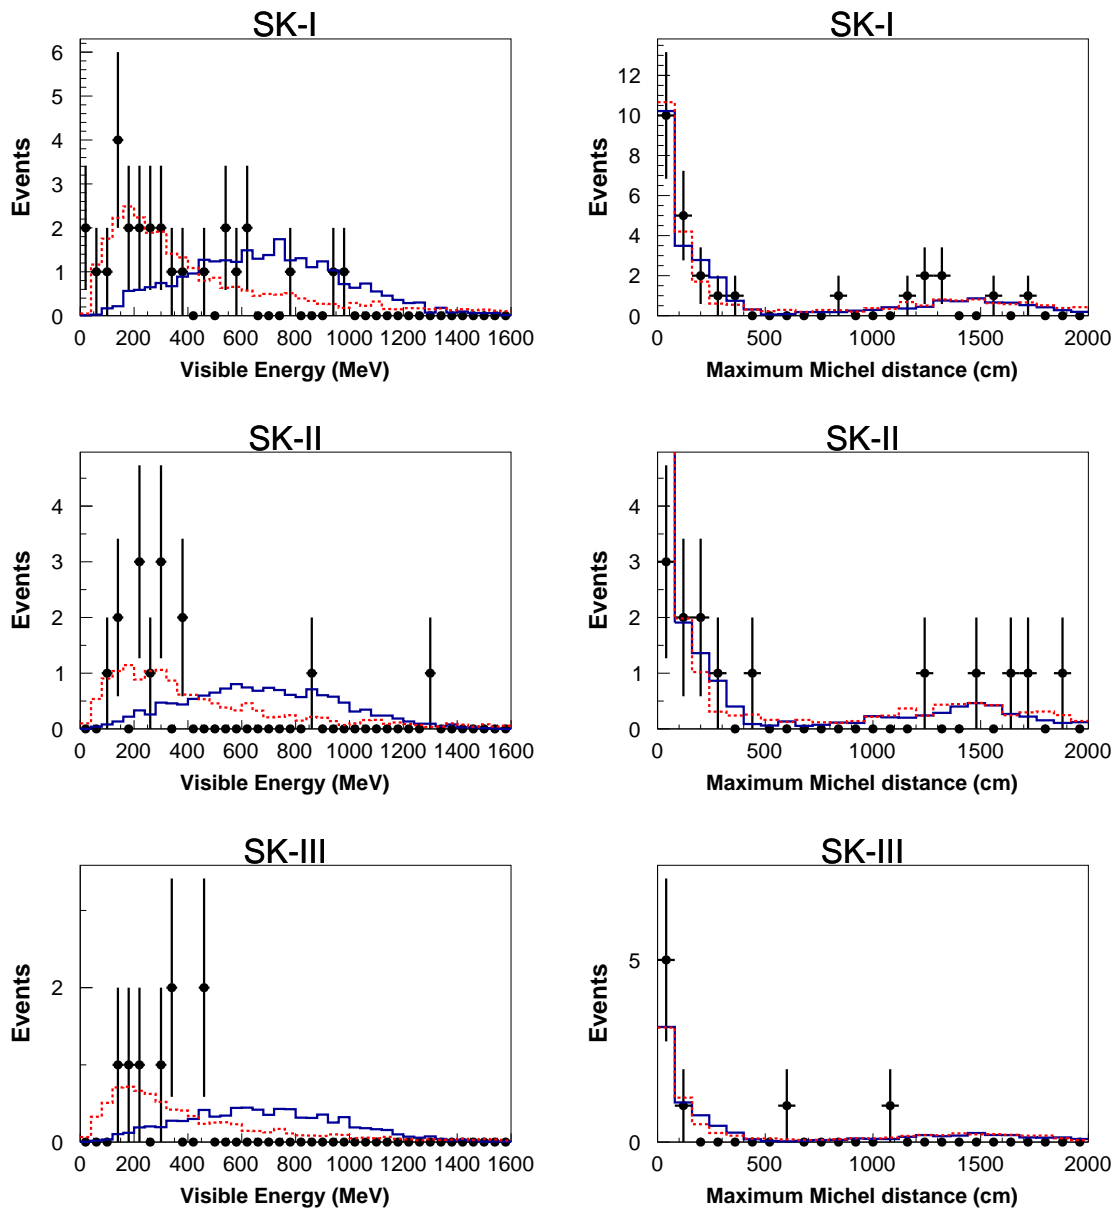 SK-I
6
5
4
3
2
1
0
Events
0 200 400 600 800 1000 1200 1400 1600
Visible Energy (MeV)
SK-I
12
10
8
6
4
2
0
Events
0 500 1000 1500 2000
Maximum Michel distance (cm)
SK-II
4
3
2
1
0
Events
0 200 400 600 800 1000 1200 1400 1600
Visible Energy (MeV)
SK-II
4
3
2
1
0
Events
0 500 1000 1500 2000
Maximum Michel distance (cm)
SK-III
2
0
Events
0 200 400 600 800 1000 1200 1400 1600
Visible Energy (MeV)
SK-III
5
0
Events
0 500 1000 1500 2000
Maximum Michel distance (cm)